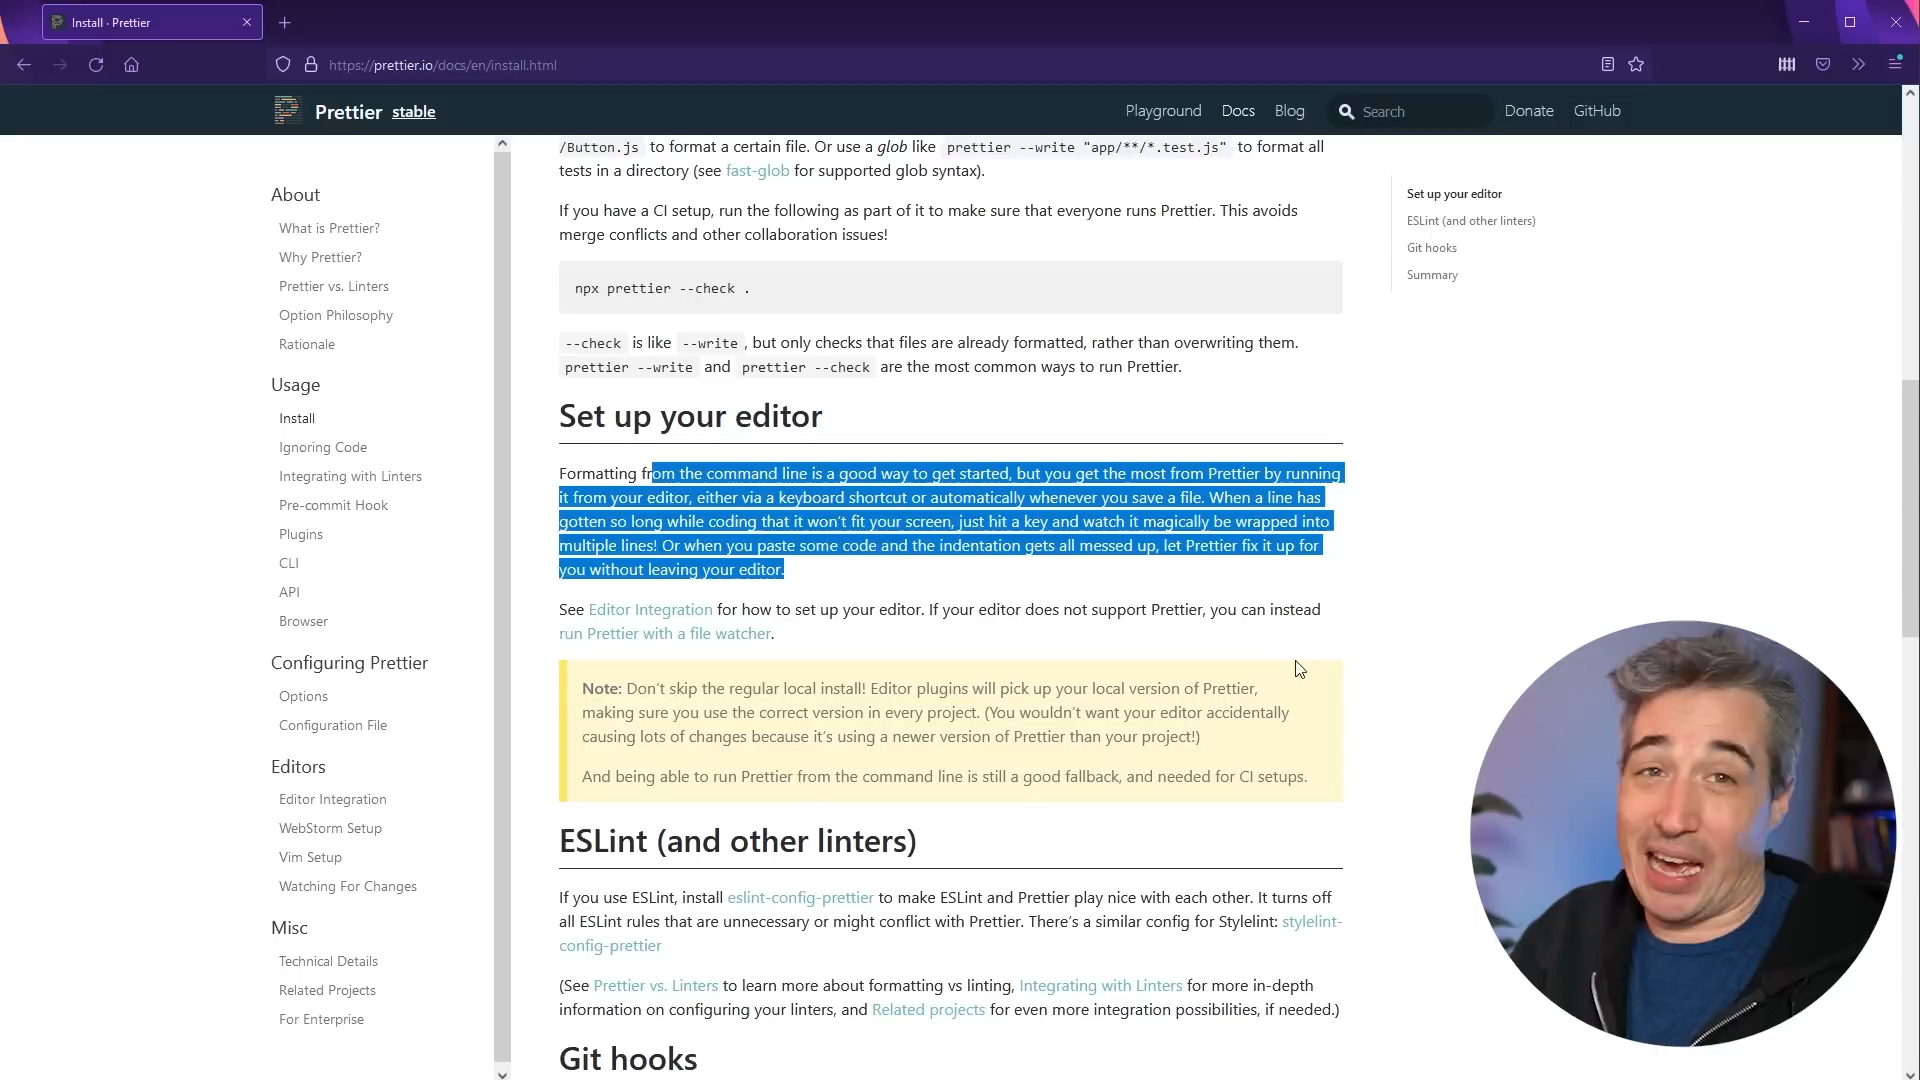 Install · Prettier
https://prettier.io/docs/en/install.html
Prettier stable
Playground
Docs
Blog
Search
Donate
GitHub
About
What is Prettier?
Why Prettier?
Prettier vs. Linters
Option Philosophy
Rationale
Usage
Install
Ignoring Code
Integrating with Linters
Pre-commit Hook
Plugins
CLI
API
Browser
Configuring Prettier
Options
Configuration File
Editors
Editor Integration
WebStorm Setup
Vim Setup
Watching For Changes
Misc
Technical Details
Related Projects
For Enterprise
/Button.js to format a certain file. Or use a glob like prettier --write "app/**/*.test.js" to format all
tests in a directory (see fast-glob for supported glob syntax).
If you have a CI setup, run the following as part of it to make sure that everyone runs Prettier. This avoids
merge conflicts and other collaboration issues!
npx prettier --check .
--check is like --write , but only checks that files are already formatted, rather than overwriting them.
prettier --write and prettier --check are the most common ways to run Prettier.
Set up your editor
Formatting from the command line is a good way to get started, but you get the most from Prettier by running
it from your editor, either via a keyboard shortcut or automatically whenever you save a file. When a line has
gotten so long while coding that it won't fit your screen, just hit a key and watch it magically be wrapped into
multiple lines! Or when you paste some code and the indentation gets all messed up, let Prettier fix it up for
you without leaving your editor.
See Editor Integration for how to set up your editor. If your editor does not support Prettier, you can instead
run Prettier with a file watcher.
Note: Don't skip the regular local install! Editor plugins will pick up your local version of Prettier,
making sure you use the correct version in every project. (You wouldn't want your editor accidentally
causing lots of changes because it's using a newer version of Prettier than your project!)
And being able to run Prettier from the command line is still a good fallback, and needed for CI setups.
ESLint (and other linters)
If you use ESLint, install eslint-config-prettier to make ESLint and Prettier play nice with each other. It turns off
all ESLint rules that are unnecessary or might conflict with Prettier. There's a similar config for Stylelint: stylelint-
config-prettier
(See Prettier vs. Linters to learn more about formatting vs linting, Integrating with Linters for more in-depth
information on configuring your linters, and Related projects for even more integration possibilities, if needed.)
Git hooks
Set up your editor
ESLint (and other linters)
Git hooks
Summary